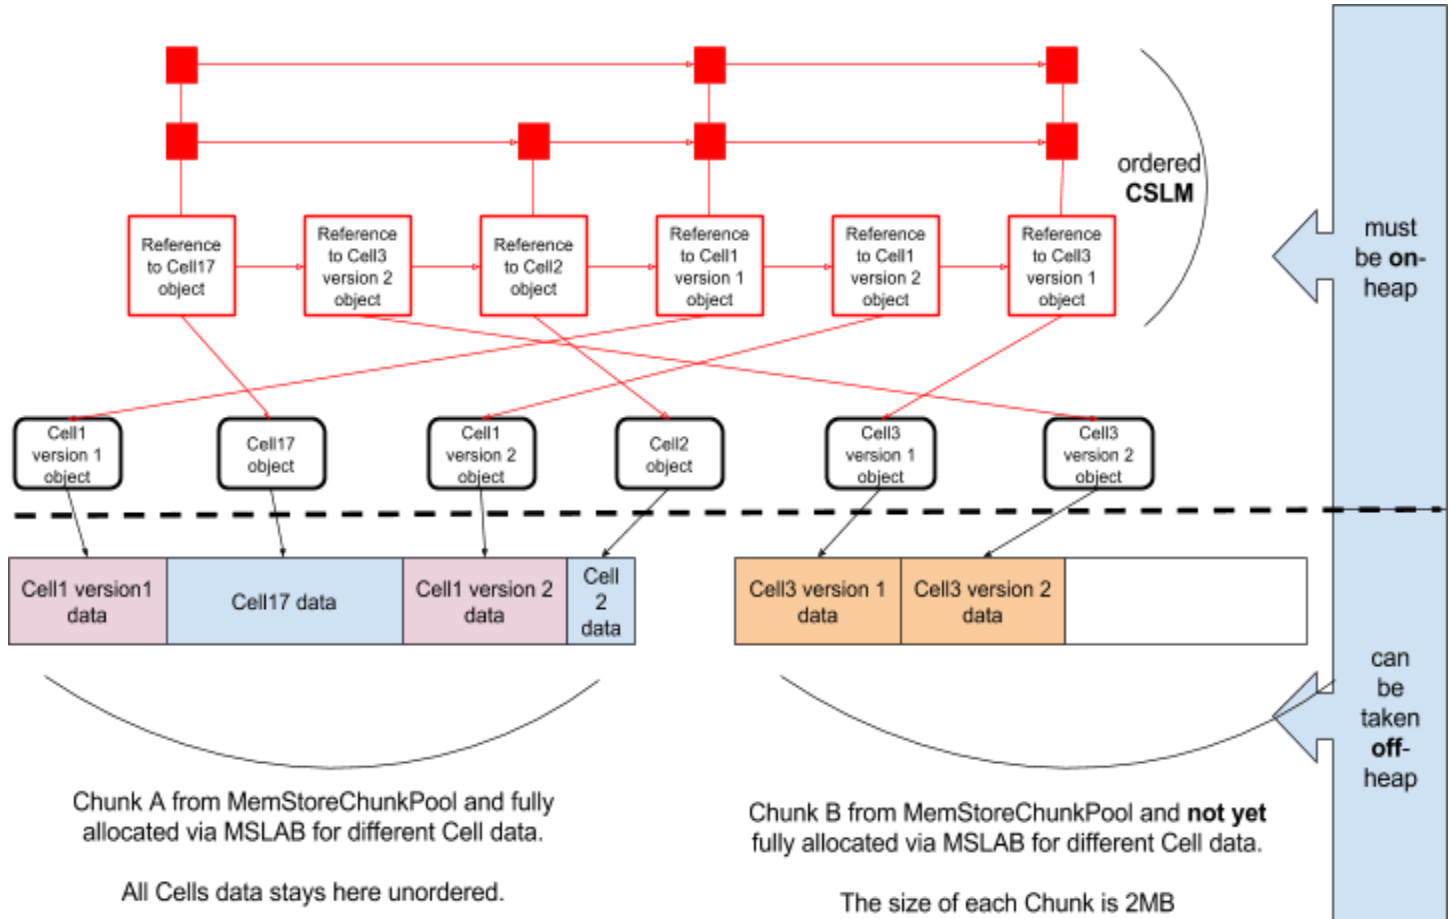 ordered
CSLM
must
be on-
heap
Reference
to Cell17
object
Reference
to Cell3
version 2
object
Reference
to Cell2
object
Reference
to Cell1
version 1
object
Reference
to Cell1
version 2
object
Reference
to Cell3
version 1
object
Cell1
version 1
object
Cell17
object
Cell1
version 2
object
Cell2
object
Cell3
version 1
object
Cell3
version 2
object
Cell1 version1
data
Cell17 data
Cell1 version 2
data
Cell
2
data
Cell3 version 1
data
Cell3 version 2
data
can
be
taken
off-
heap
Chunk A from MemStoreChunkPool and fully
allocated via MSLAB for different Cell data.
All Cells data stays here unordered.
Chunk B from MemStoreChunkPool and not yet
fully allocated via MSLAB for different Cell data.
The size of each Chunk is 2MB